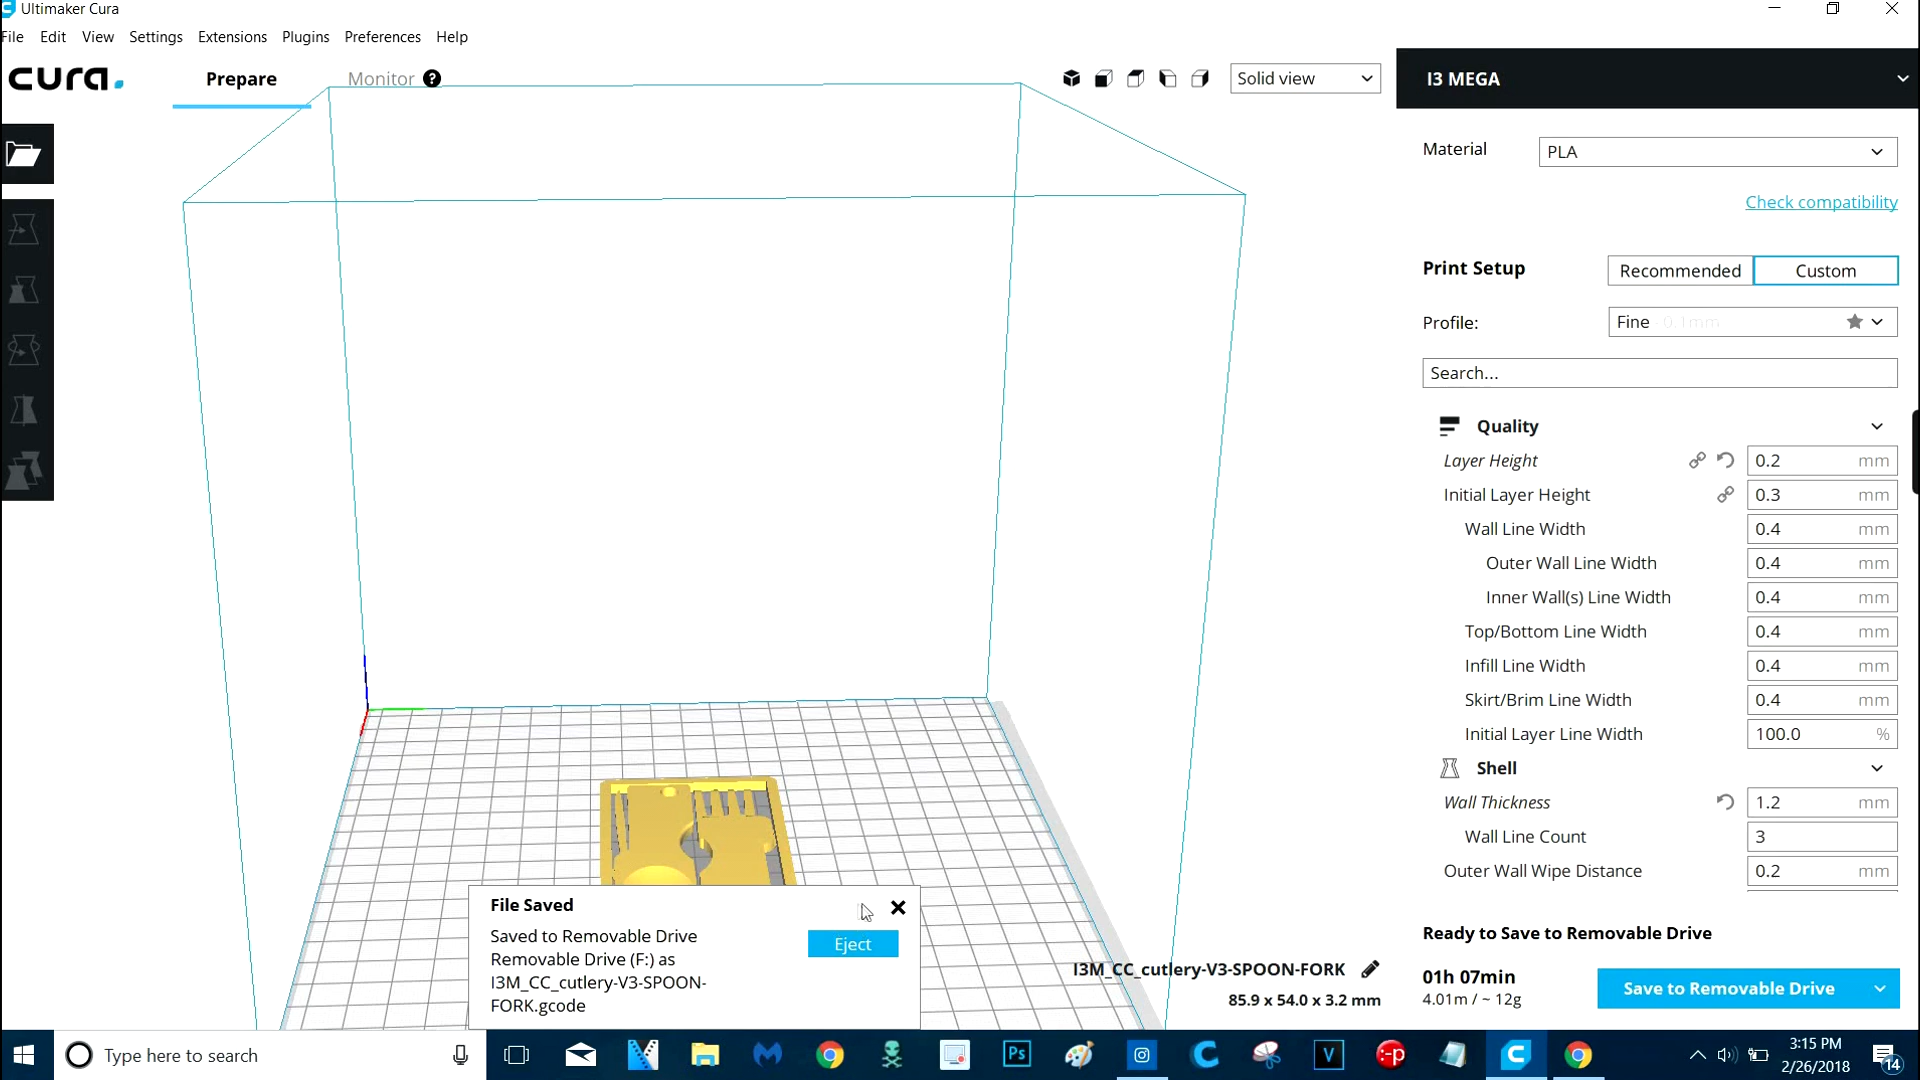 Ultimaker Cura
File Edit View Settings Extensions Plugins Preferences Help
cura.
Prepare
Monitor ?
Solid view
I3 MEGA
Material
PLA
Check compatibility
Print Setup
Recommended
Custom
Profile:
Fine 0.1mm
Search...
Quality
Layer Height 0.2 mm
Initial Layer Height 0.3 mm
Wall Line Width 0.4 mm
Outer Wall Line Width 0.4 mm
Inner Wall(s) Line Width 0.4 mm
Top/Bottom Line Width 0.4 mm
Infill Line Width 0.4 mm
Skirt/Brim Line Width 0.4 mm
Initial Layer Line Width 100.0 %
Shell
Wall Thickness 1.2 mm
Wall Line Count 3
Outer Wall Wipe Distance 0.2 mm
File Saved
Saved to Removable Drive
Removable Drive (F:) as
I3M_CC_cutlery-V3-SPOON-
FORK.gcode
Eject
I3M_CC_cutlery-V3-SPOON-FORK
85.9 x 54.0 x 3.2 mm
Ready to Save to Removable Drive
01h 07min
4.01m / ~ 12g
Save to Removable Drive
Type here to search
Ps
V
:-p
3:15 PM
2/26/2018
14